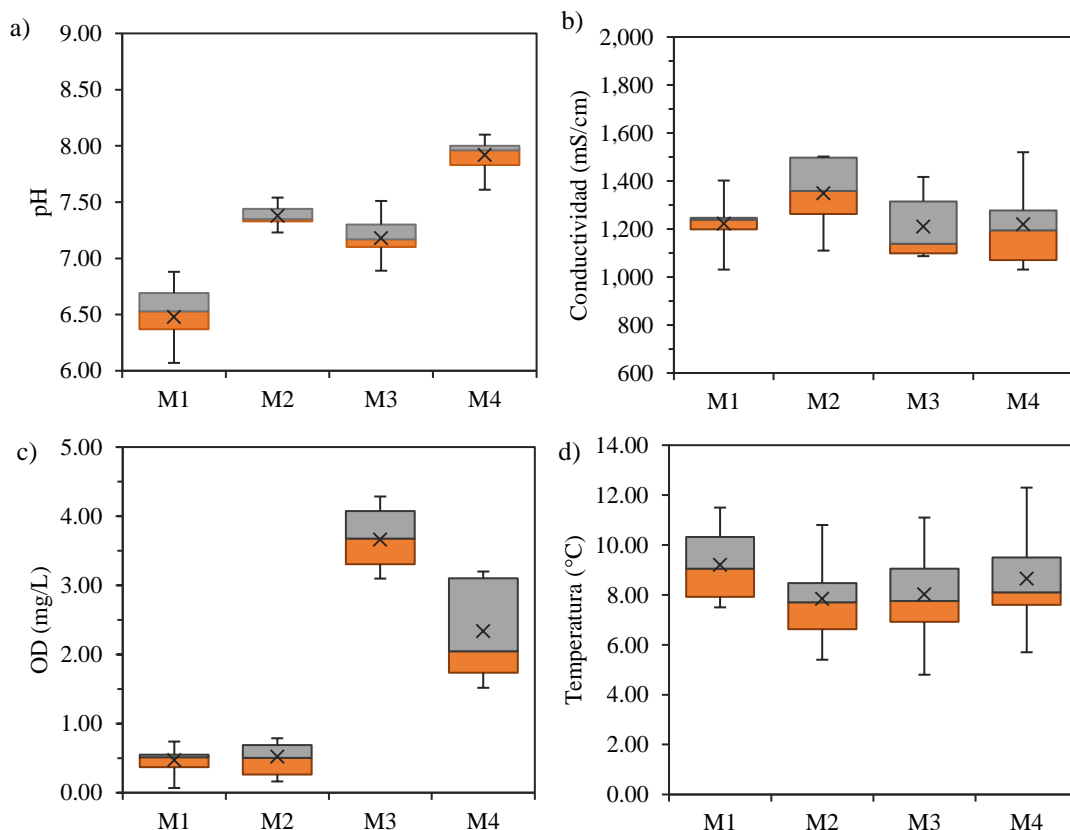 a)
9.00
8.50
8.00
7.50
7.00
6.50
6.00
pH
M1 M2 M3 M4
b)
2,000
1,800
1,600
1,400
1,200
1,000
800
600
Conductividad (mS/cm)
M1 M2 M3 M4
c)
5.00
4.00
3.00
2.00
1.00
0.00
OD (mg/L)
M1 M2 M3 M4
d)
14.00
12.00
10.00
8.00
6.00
4.00
2.00
0.00
Temperatura (°C)
M1 M2 M3 M4